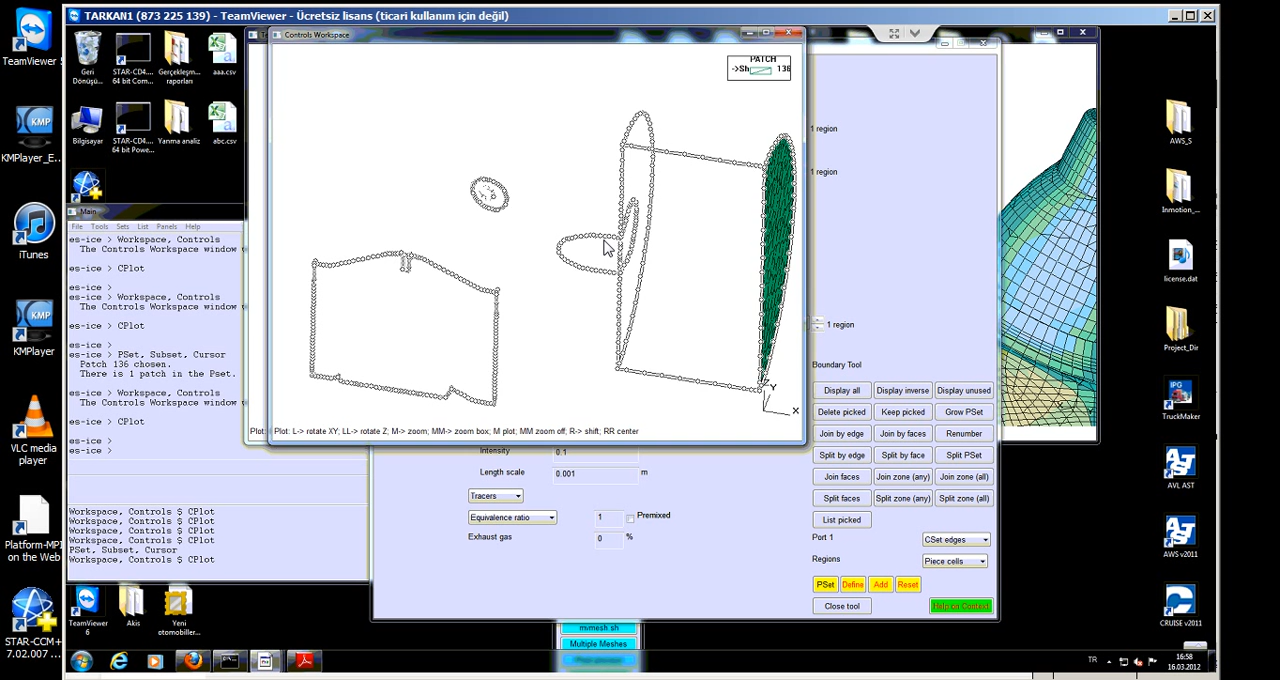 TARKAN1 (873 225 139) - TeamViewer - Ücretsiz lisans (ticari kullanım için değil)
TeamViewer 5
KMPlayer_E...
iTunes
KMPlayer
VLC media
player
Platform-MPI
on the Web
STAR-CCM+
7.02.007 ...
Geri
Dönüşü...
STAR-CD4....
64 bit Com...
Gerçekleşm...
raporları
aaa.csv
Bilgisayar
STAR-CD4....
64 bit Powe...
Yanma analiz
abc.csv
Main
File Tools Sets List Panels Help
es-ice > Workspace, Controls
The Controls Workspace window
es-ice > CPlot
es-ice >
es-ice > Workspace, Controls
The Controls Workspace window
es-ice > CPlot
es-ice >
es-ice > PSet, Subset, Cursor
Patch 136 chosen.
There is 1 patch in the Pset.
es-ice > Workspace, Controls
The Controls Workspace window
es-ice > CPlot
es-ice >
es-ice >
Workspace, Controls $ CPlot
Workspace, Controls $ CPlot
Workspace, Controls $ CPlot
Workspace, Controls $ CPlot
PSet, Subset, Cursor
Workspace, Controls $ CPlot
TeamViewer
6
Akis
Yeni
otomobiller...
Controls Workspace
PATCH
->Sh 136
Y
X
Plot:
Plot: L-> rotate XY; LL-> rotate Z; M-> zoom; MM-> zoom box; M plot; MM zoom off; R-> shift; RR center
Intensity 0.1
Length scale 0.001 m
Tracers
Equivalence ratio 1 Premixed
Exhaust gas 0 %
mvmesh.sh
Multiple Meshes
1 region
1 region
1 region
Boundary Tool
Display all Display inverse Display unused
Delete picked Keep picked Grow PSet
Join by edge Join by faces Renumber
Split by edge Split by face Split PSet
Join faces Join zone (any) Join zone (all)
Split faces Split zone (any) Split zone (all)
List picked
Port 1 CSet edges
Regions Piece cells
PSet Define Add Reset
Close tool Help on Context
AWS_S
Inmotion_...
license.dat
Project_Dir
TruckMaker
AVL AST
AWS v2011
CRUISE v2011
TR
16:58
16.03.2012